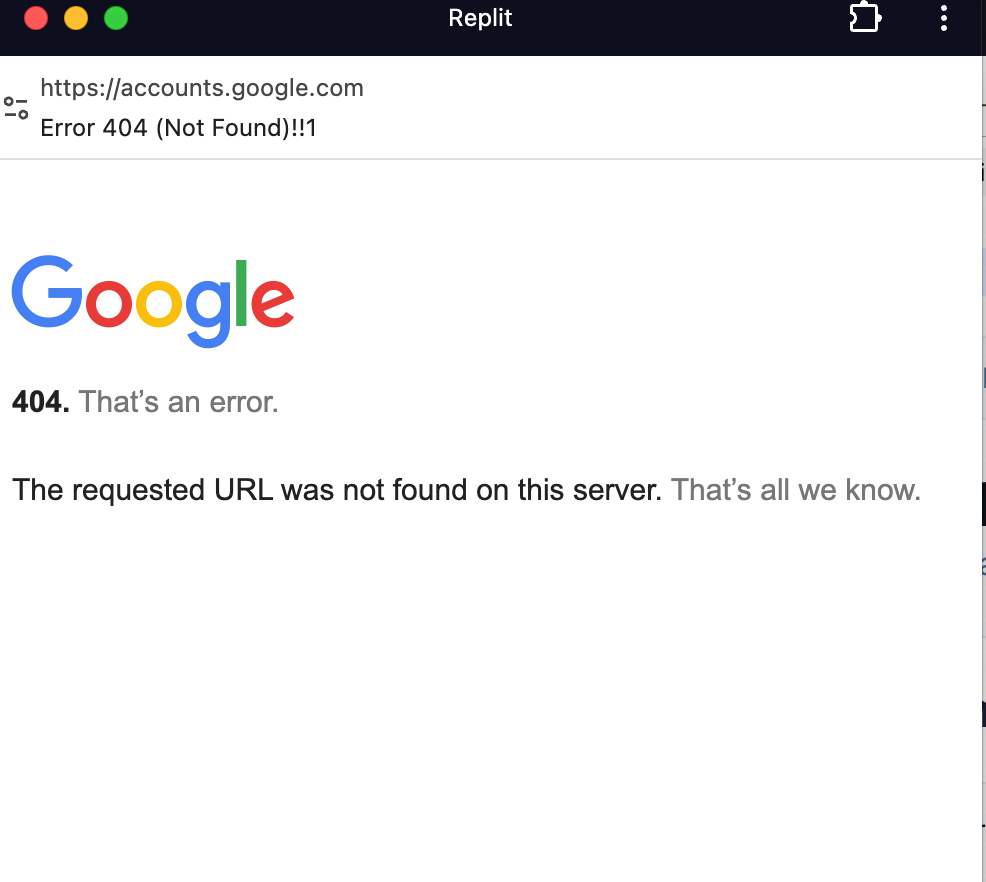 Replit
https://accounts.google.com
Error 404 (Not Found)!!1
Google
404. That’s an error.
The requested URL was not found on this server. That’s all we know.